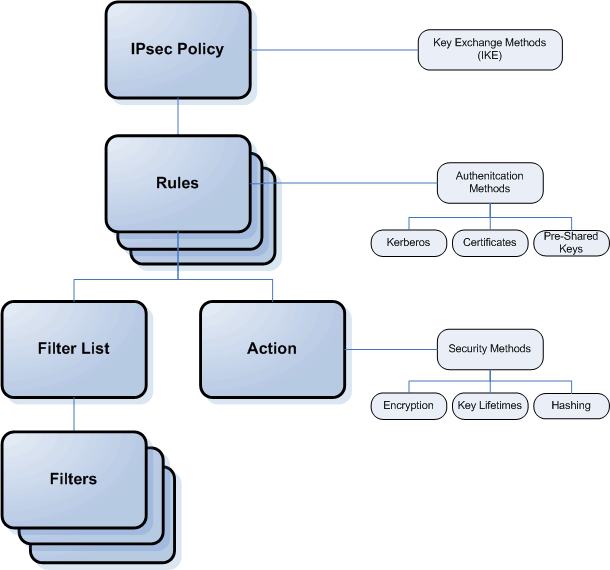 IPsec Policy
Key Exchange Methods
(IKE)
Rules
Authenitcation
Methods
Kerberos
Certificates
Pre-Shared
Keys
Filter List
Action
Security Methods
Encryption
Key Lifetimes
Hashing
Filters